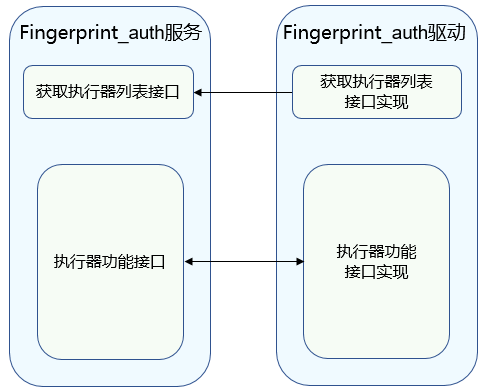 Fingerprint_auth服务
获取执行器列表接口
执行器功能接口
Fingerprint_auth驱动
获取执行器列表
接口实现
执行器功能
接口实现